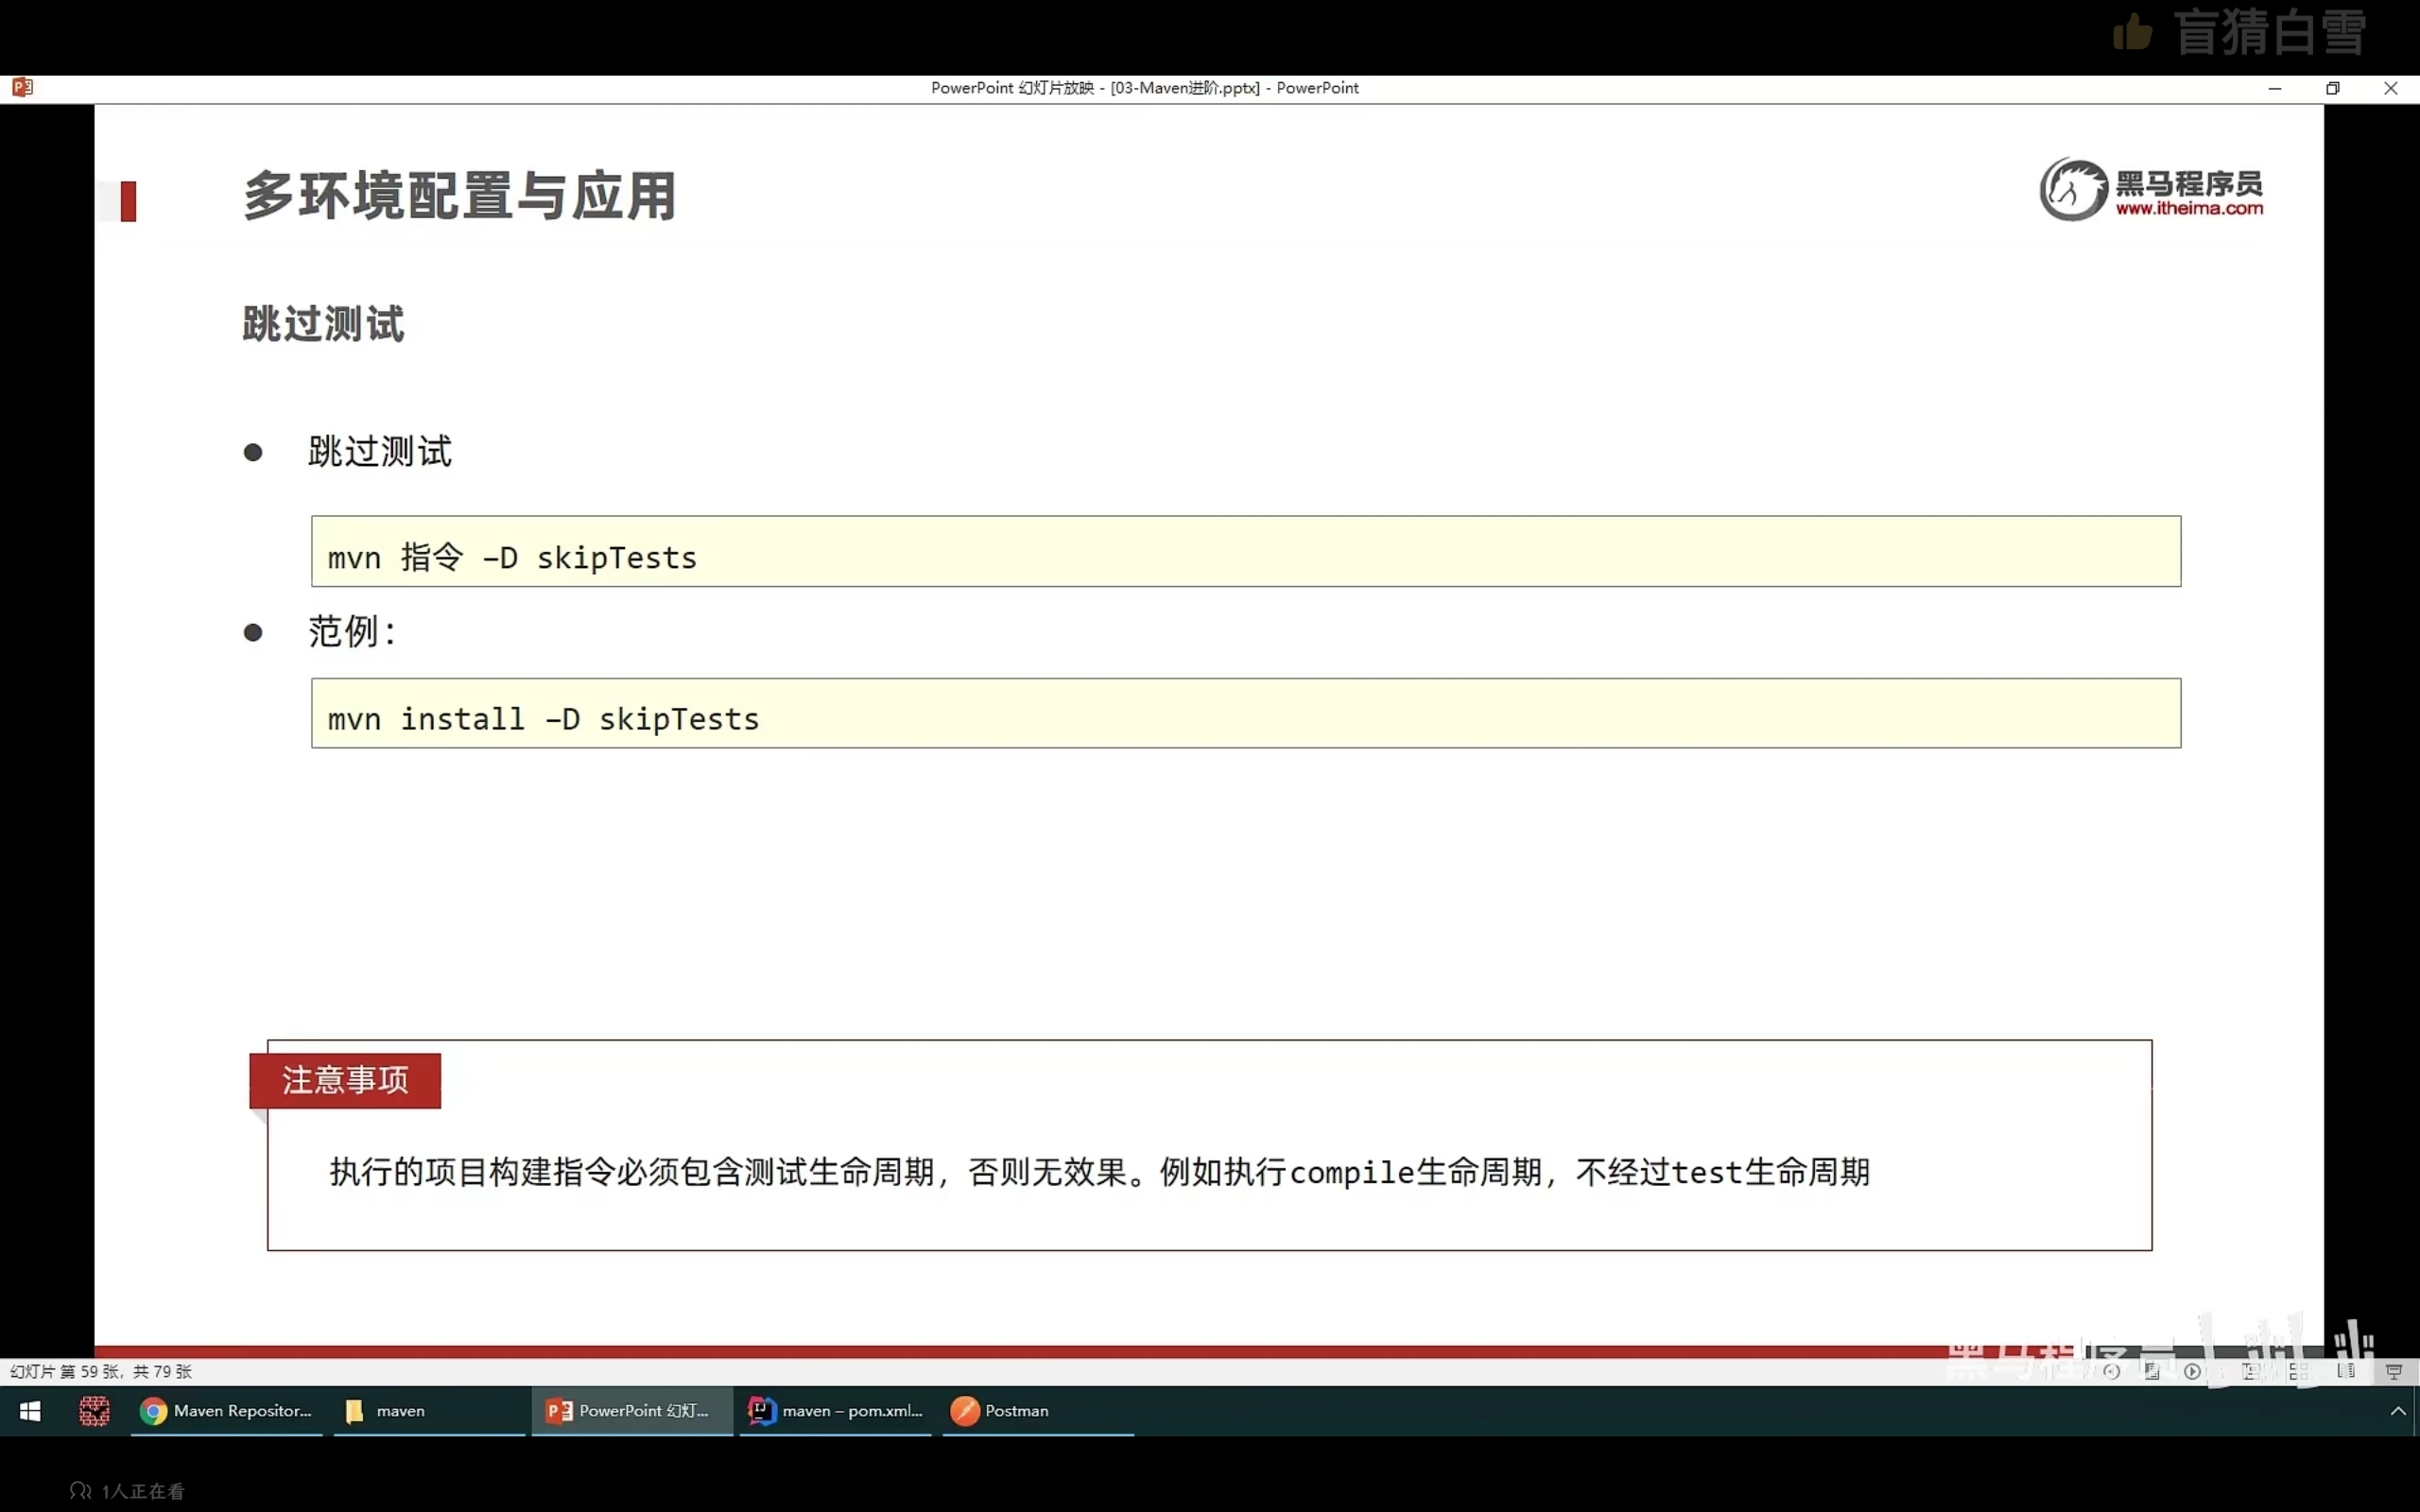 盲猜白雪
PowerPoint 幻灯片放映 - [03-Maven进阶.pptx] - PowerPoint
多环境配置与应用
黑马程序员
www.itheima.com
跳过测试
跳过测试
mvn 指令 –D skipTests
范例：
mvn install –D skipTests
注意事项
执行的项目构建指令必须包含测试生命周期，否则无效果。例如执行compile生命周期，不经过test生命周期
黑马程序员
幻灯片 第 59 张，共 79 张
Maven Repositor...
maven
PowerPoint 幻灯...
maven – pom.xml...
Postman
1人正在看